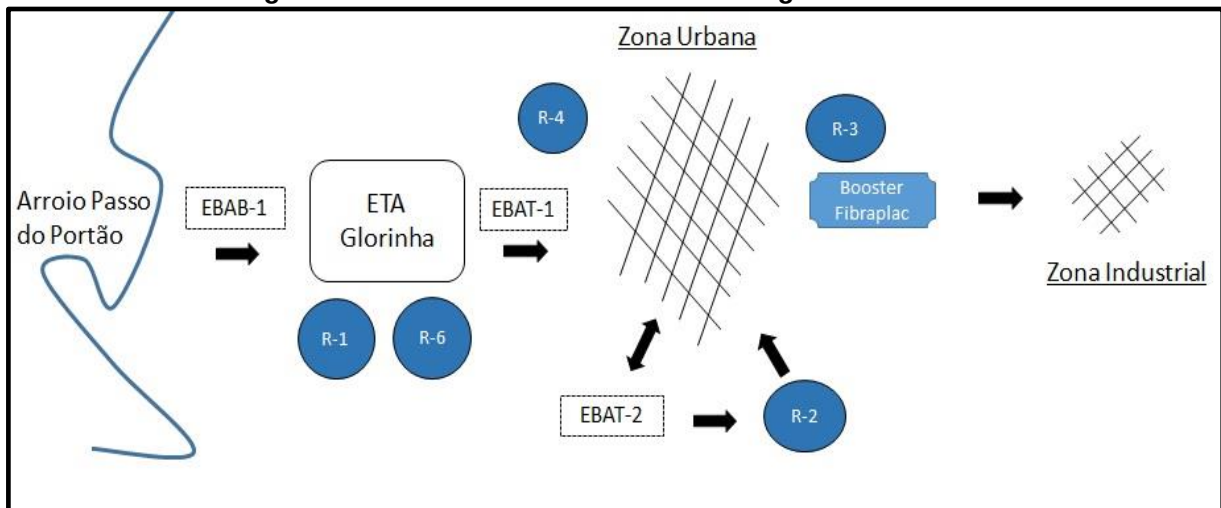 Zona Urbana
R-4
R-3
Arroio Passo
do Portão
EBAB-1
ETA
Glorinha
EBAT-1
Booster
Fibraplac
Zona Industrial
R-1
R-6
EBAT-2
R-2